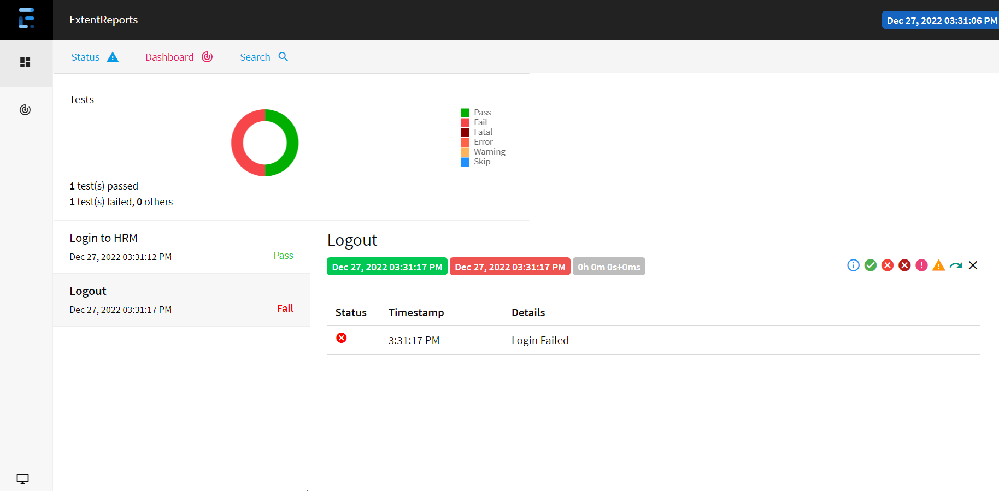 ExtentReports
Dec 27, 2022 03:31:06 PM
Status
Dashboard
Search
Tests
Pass
Fail
Fatal
Error
Warning
Skip
1 test(s) passed
1 test(s) failed, 0 others
Login to HRM
Dec 27, 2022 03:31:12 PM
Pass
Logout
Dec 27, 2022 03:31:17 PM
Fail
Logout
Dec 27, 2022 03:31:17 PM Dec 27, 2022 03:31:17 PM 0h 0m 0s+0ms
Status Timestamp Details
3:31:17 PM Login Failed